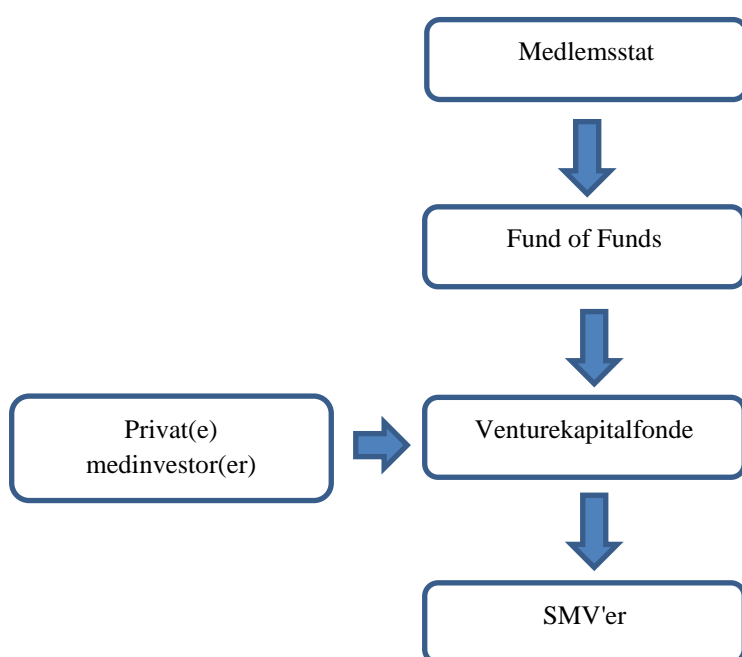 Medlemsstat
Fund of Funds
Privat(e)
medinvestor(er)
Venturekapitalfonde
SMV'er